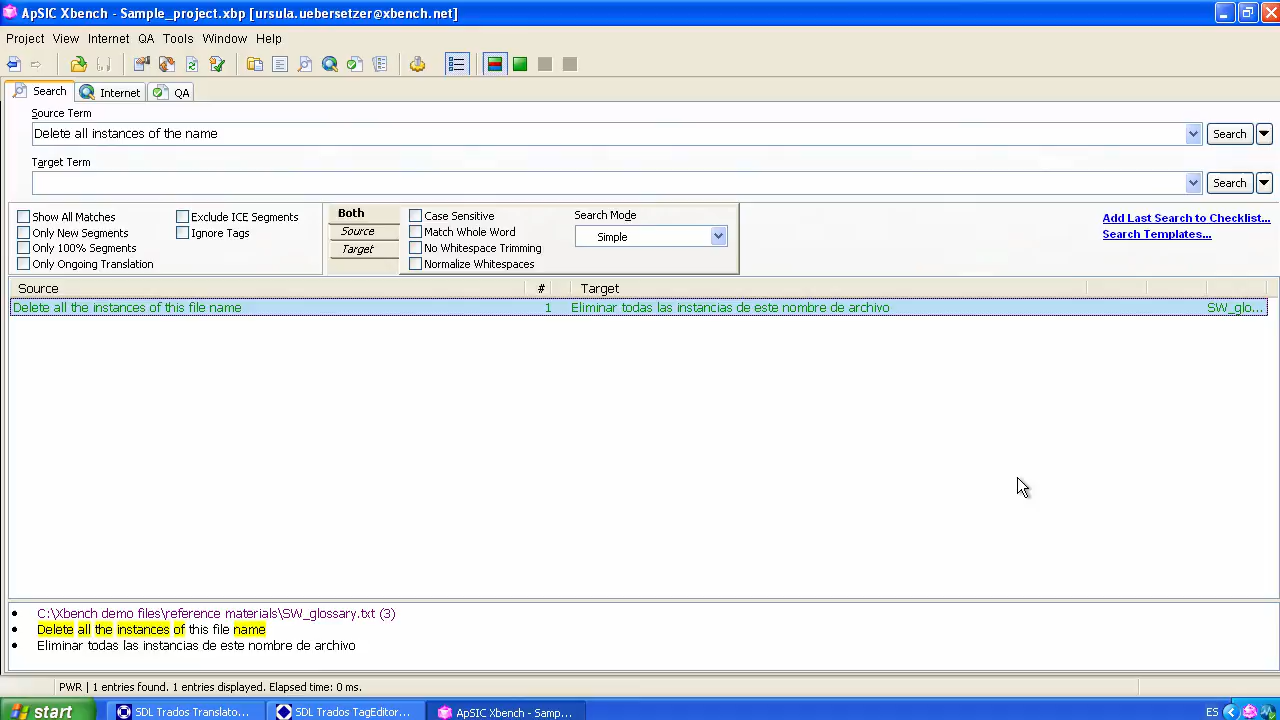 ApSIC Xbench - Sample_project.xbp [ursula.uebersetzer@xbench.net]
Project View Internet QA Tools Window Help
Search Internet QA
Source Term
Delete all instances of the name Search
Target Term
Search
Show All Matches
Only New Segments
Only 100% Segments
Only Ongoing Translation
Exclude ICE Segments
Ignore Tags
Both
Source
Target
Case Sensitive
Match Whole Word
No Whitespace Trimming
Normalize Whitespaces
Search Mode
Simple
Add Last Search to Checklist...
Search Templates...
Source # Target
Delete all the instances of this file name 1 Eliminar todas las instancias de este nombre de archivo SW_glo...
C:\Xbench demo files\reference materials\SW_glossary.txt (3)
Delete all the instances of this file name
Eliminar todas las instancias de este nombre de archivo
PWR | 1 entries found. 1 entries displayed. Elapsed time: 0 ms.
start SDL Trados Translato... SDL Trados TagEditor... ApSIC Xbench - Samp... ES